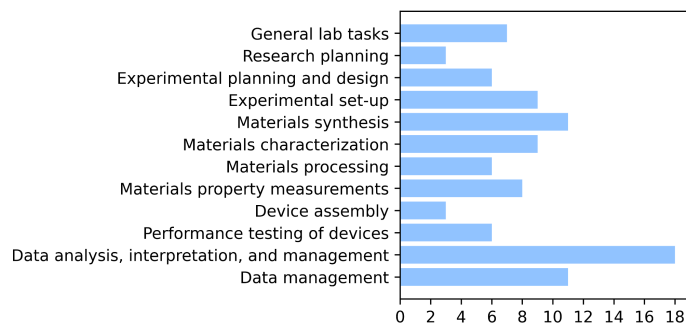 General lab tasks
Research planning
Experimental planning and design
Experimental set-up
Materials synthesis
Materials characterization
Materials processing
Materials property measurements
Device assembly
Performance testing of devices
Data analysis, interpretation, and management
Data management
0 2 4 6 8 10 12 14 16 18